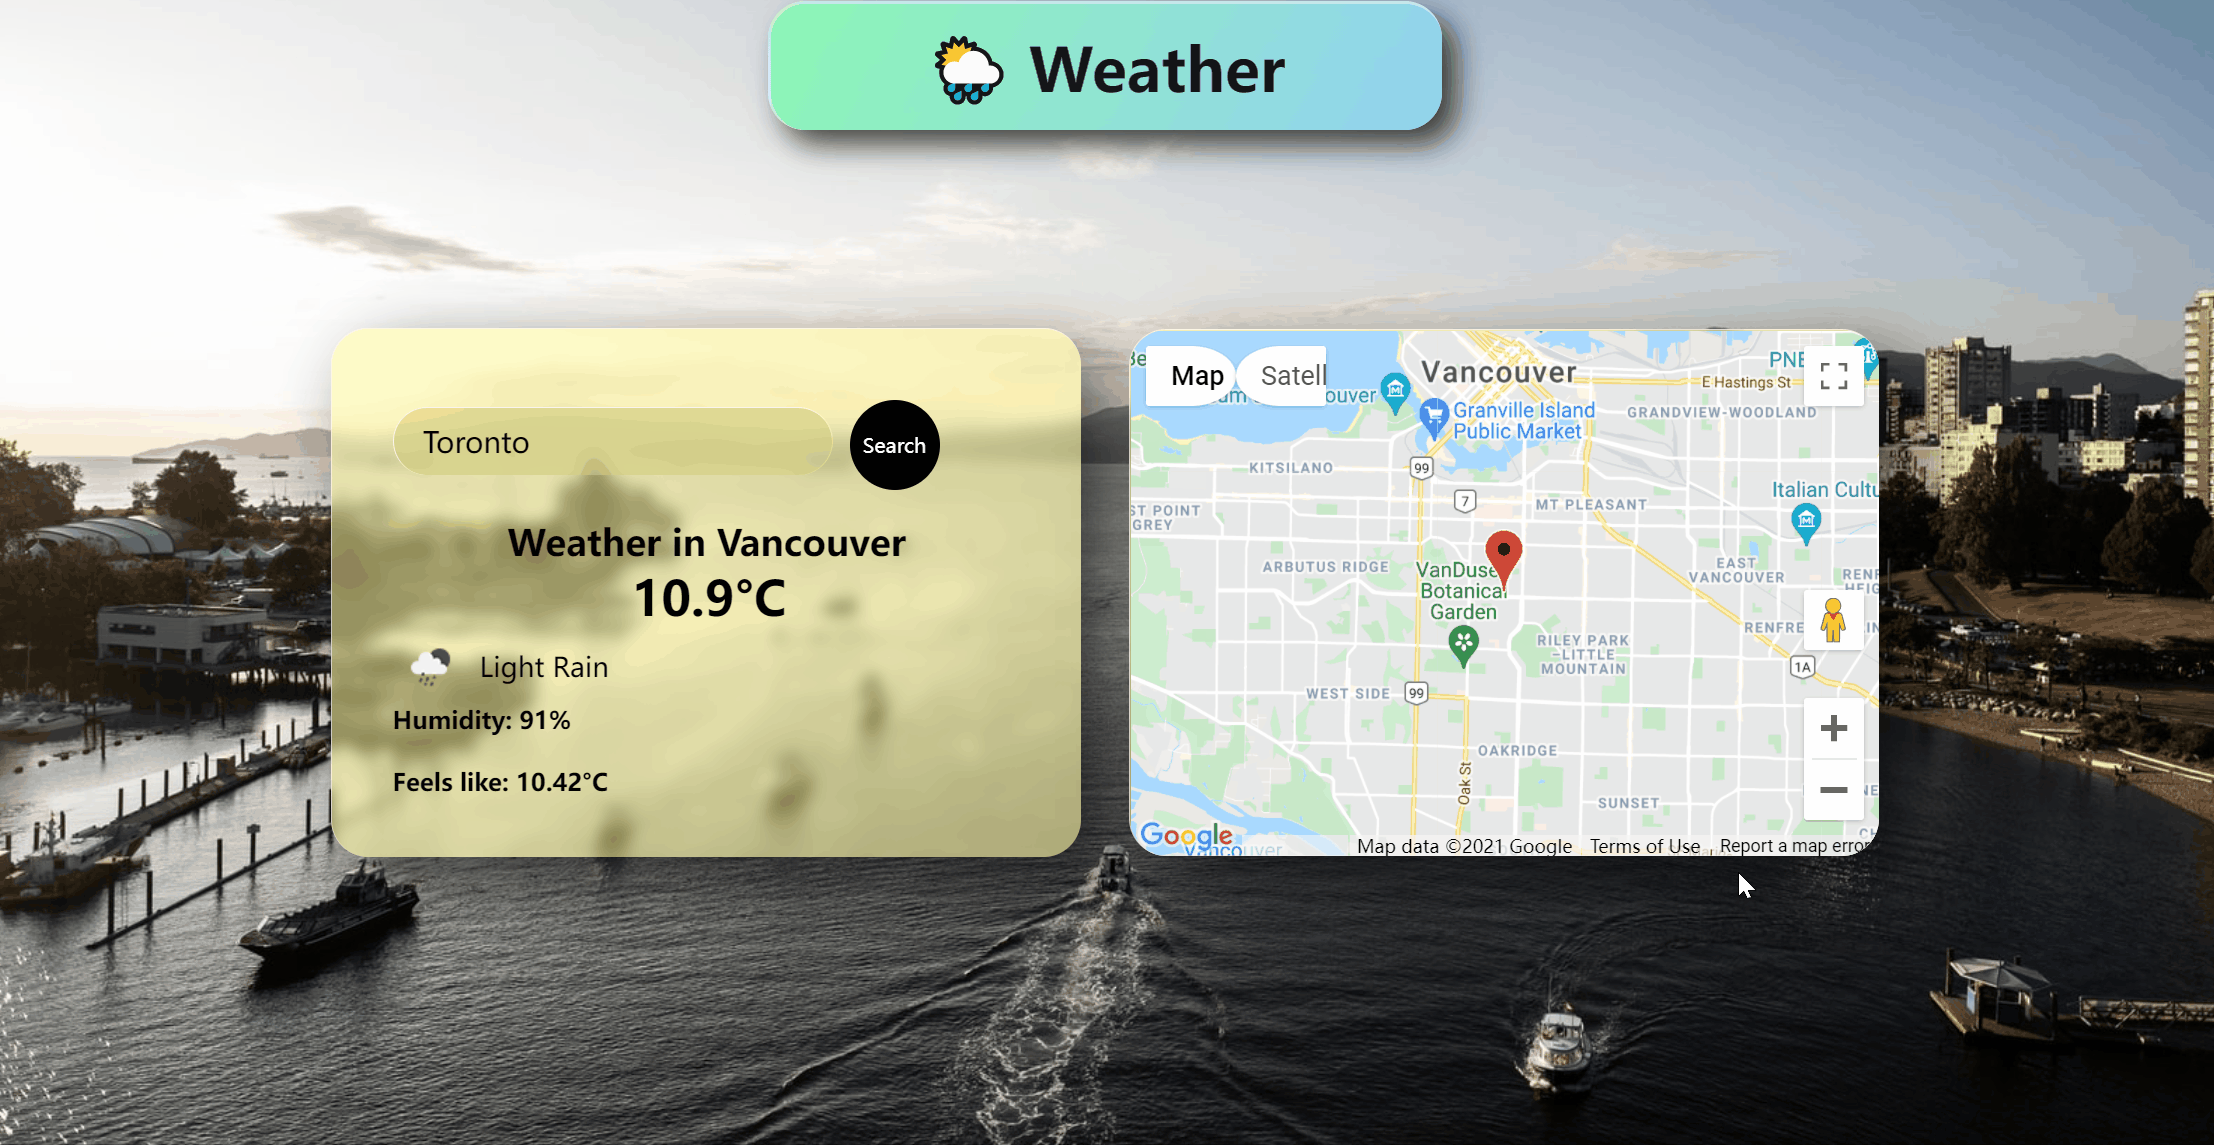 Weather
Toronto
Search
Weather in Vancouver
10.9°C
Light Rain
Humidity: 91%
Feels like: 10.42°C
Map
Satell
Vancouver
PNE
E Hastings St
ouver
Granville Island
Public Market
GRANDVIEW-WOODLAND
KITSILANO
99
7
MT PLEASANT
Italian Cultu
ST POINT
GREY
ARBUTUS RIDGE
VanDuse
Botanical
Garden
EAST
VANCOUVER
RENF
HEIG
RENFRE
RILEY PARK
–LITTLE
MOUNTAIN
1A
WEST SIDE
99
OAKRIDGE
Oak St
SUNSET
Google
Map data ©2021 Google
Terms of Use
Report a map error